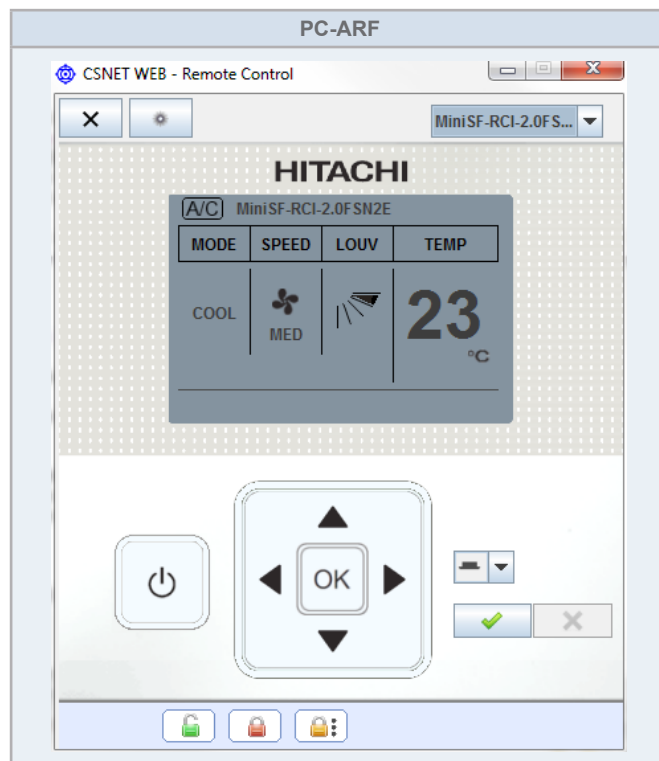 PC-ARF
CSNET WEB - Remote Control
MiniSF-RCI-2.0FS...
HITACHI
A/C MiniSF-RCI-2.0FSN2E
MODE SPEED LOUV TEMP
COOL MED 23 °C
OK